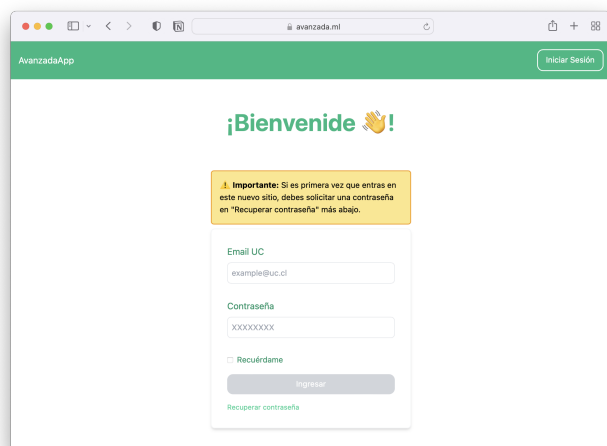 avanzada.ml
AvanzadaApp
Iniciar Sesión
¡Bienvenide 👋!
⚠️ Importante: Si es primera vez que entras en
este nuevo sitio, debes solicitar una contraseña
en "Recuperar contraseña" más abajo.
Email UC
example@uc.cl
Contraseña
XXXXXXXX
Recuérdame
Ingresar
Recuperar contraseña